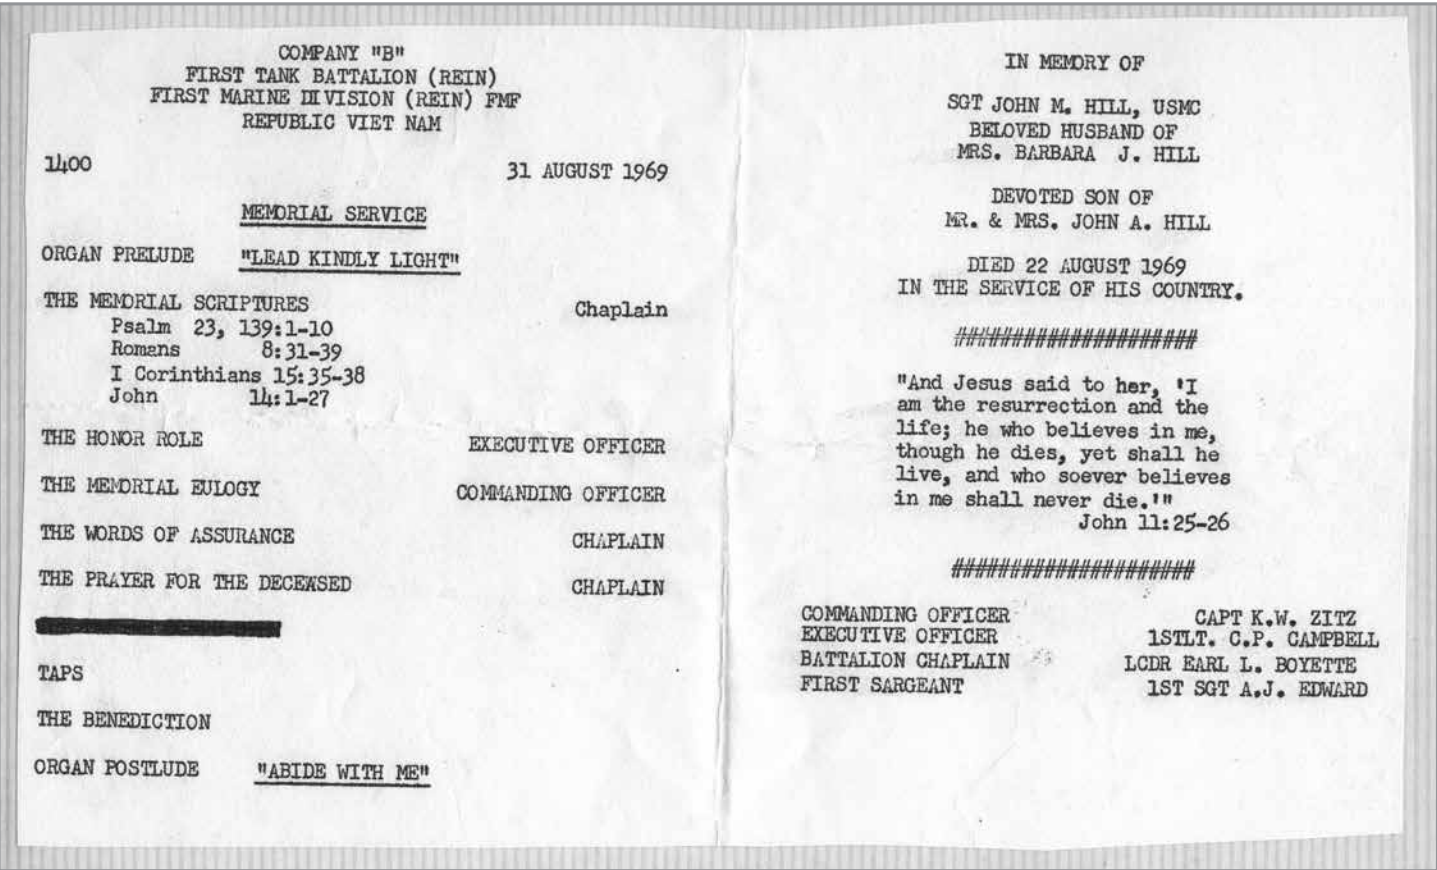 COMPANY "B"
FIRST TANK BATTALION (REIN)
FIRST MARINE DIVISION (REIN) FMF
REPUBLIC VIET NAM
1400
31 AUGUST 1969
MEMORIAL SERVICE
ORGAN PRELUDE "LEAD KINDLY LIGHT"
THE MEMORIAL SCRIPTURES Chaplain
Psalm 23, 139:1-10
Romans 8:31-39
I Corinthians 15:35-38
John 14:1-27
THE HONOR ROLE EXECUTIVE OFFICER
THE MEMORIAL EULOGY COMMANDING OFFICER
THE WORDS OF ASSURANCE CHAPLAIN
THE PRAYER FOR THE DECEASED CHAPLAIN
TAPS
THE BENEDICTION
ORGAN POSTLUDE "ABIDE WITH ME"
IN MEMORY OF
SGT JOHN M. HILL, USMC
BELOVED HUSBAND OF
MRS. BARBARA J. HILL
DEVOTED SON OF
MR. & MRS. JOHN A. HILL
DIED 22 AUGUST 1969
IN THE SERVICE OF HIS COUNTRY.
#####################
"And Jesus said to her, 'I
am the resurrection and the
life; he who believes in me,
though he dies, yet shall he
live, and who soever believes
in me shall never die.'"
John 11:25-26
#####################
COMMANDING OFFICER CAPT K.W. ZITZ
EXECUTIVE OFFICER 1STLT. C.P. CAMPBELL
BATTALION CHAPLAIN LCDR EARL L. BOYETTE
FIRST SARGEANT 1ST SGT A.J. EDWARD